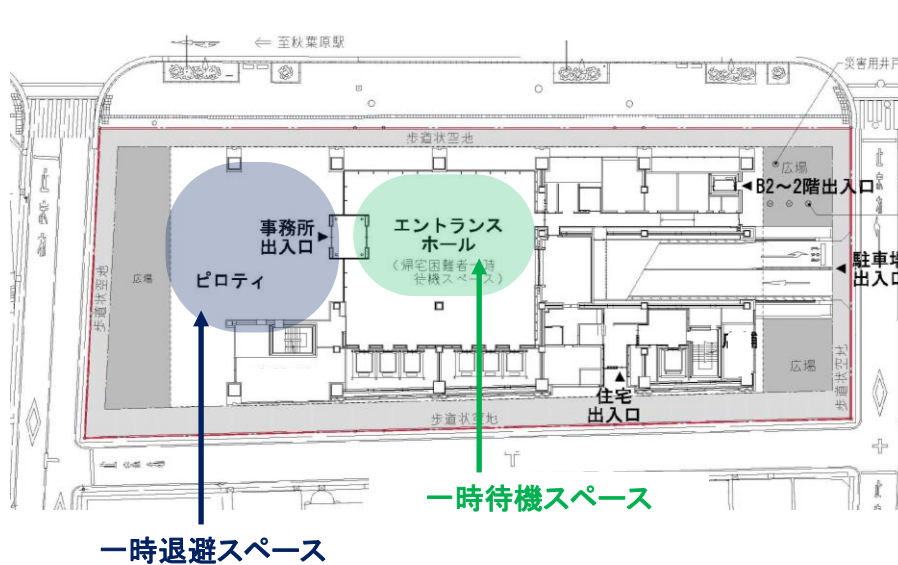 ⇐ 至秋葉原駅
災害用井戸
歩道状空地
広場
◀B2～2階出入口
エントランス
ホール
(帰宅困難者一時
待機スペース)
事務所
出入口▶
ピロティ
広場
歩道状空地
◀駐車場
出入口
広場
歩道状空地
▲
住宅
出入口
歩道状空地
一時待機スペース
一時退避スペース